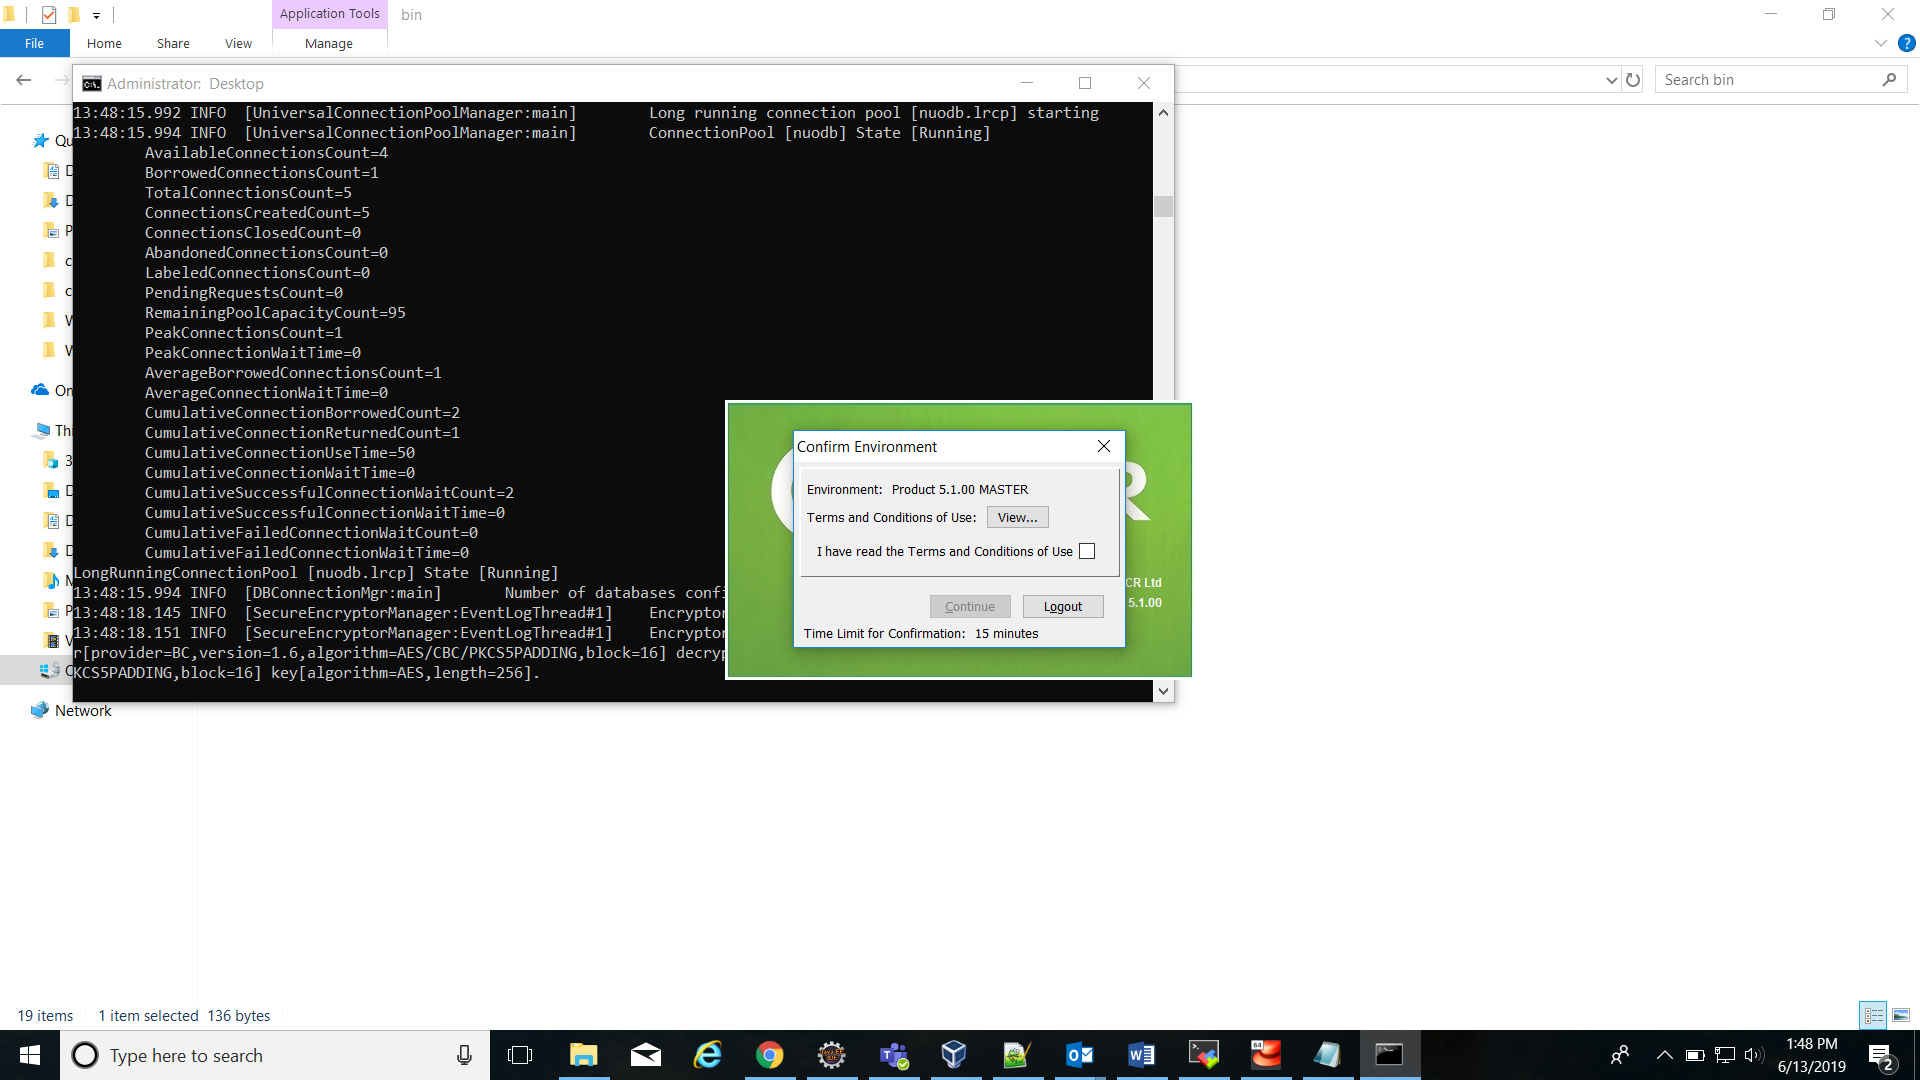 Application Tools
bin
File
Home
Share
View
Manage
Search bin
Administrator: Desktop
13:48:15.992 INFO [UniversalConnectionPoolManager:main] Long running connection pool [nuodb.lrcp] starting
13:48:15.994 INFO [UniversalConnectionPoolManager:main] ConnectionPool [nuodb] State [Running]
AvailableConnectionsCount=4
BorrowedConnectionsCount=1
TotalConnectionsCount=5
ConnectionsCreatedCount=5
ConnectionsClosedCount=0
AbandonedConnectionsCount=0
LabeledConnectionsCount=0
PendingRequestsCount=0
RemainingPoolCapacityCount=95
PeakConnectionsCount=1
PeakConnectionWaitTime=0
AverageBorrowedConnectionsCount=1
AverageConnectionWaitTime=0
CumulativeConnectionBorrowedCount=2
CumulativeConnectionReturnedCount=1
CumulativeConnectionUseTime=50
CumulativeConnectionWaitTime=0
CumulativeSuccessfulConnectionWaitCount=2
CumulativeSuccessfulConnectionWaitTime=0
CumulativeFailedConnectionWaitCount=0
CumulativeFailedConnectionWaitTime=0
LongRunningConnectionPool [nuodb.lrcp] State [Running]
13:48:15.994 INFO [DBConnectionMgr:main] Number of databases confi
13:48:18.145 INFO [SecureEncryptorManager:EventLogThread#1] Encryptor
13:48:18.151 INFO [SecureEncryptorManager:EventLogThread#1] Encryptor
r[provider=BC,version=1.6,algorithm=AES/CBC/PKCS5PADDING,block=16] decryp
KCS5PADDING,block=16] key[algorithm=AES,length=256].
Confirm Environment
Environment: Product 5.1.00 MASTER
Terms and Conditions of Use: View...
I have read the Terms and Conditions of Use
Continue
Logout
Time Limit for Confirmation: 15 minutes
CR Ltd
5.1.00
Qu
D
D
P
c
c
W
W
On
Thi
3
D
D
D
M
P
V
Network
19 items
1 item selected 136 bytes
Type here to search
64
1:48 PM
6/13/2019
2